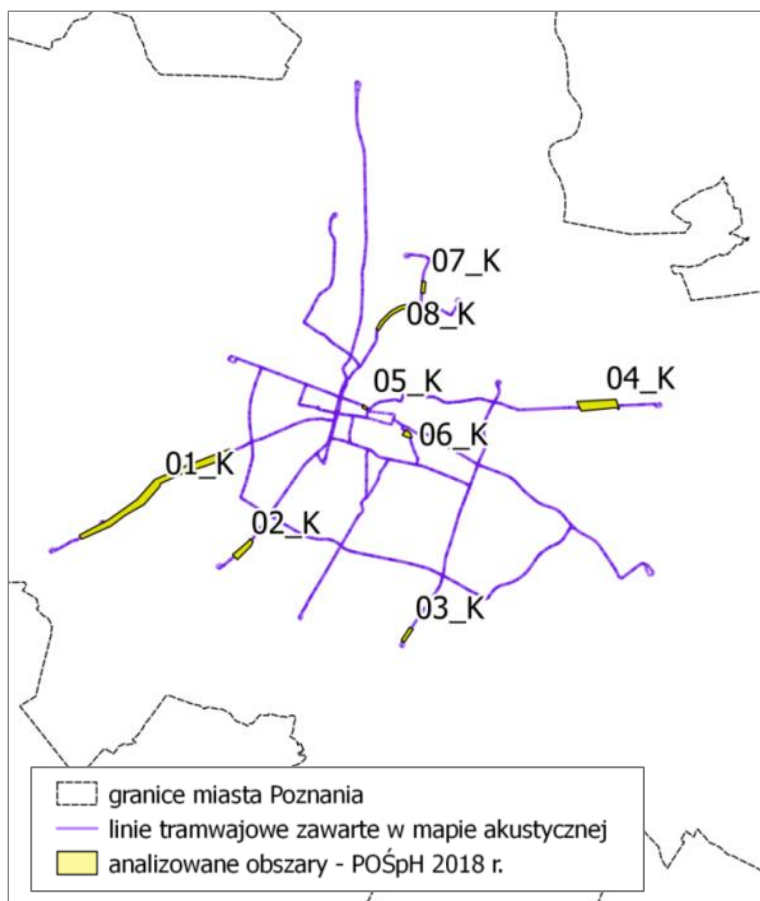 07_K
08_K
05_K
04_K
06_K
01_K
02_K
03_K
granice miasta Poznania
linie tramwajowe zawarte w mapie akustycznej
analizowane obszary - POŚpH 2018 r.